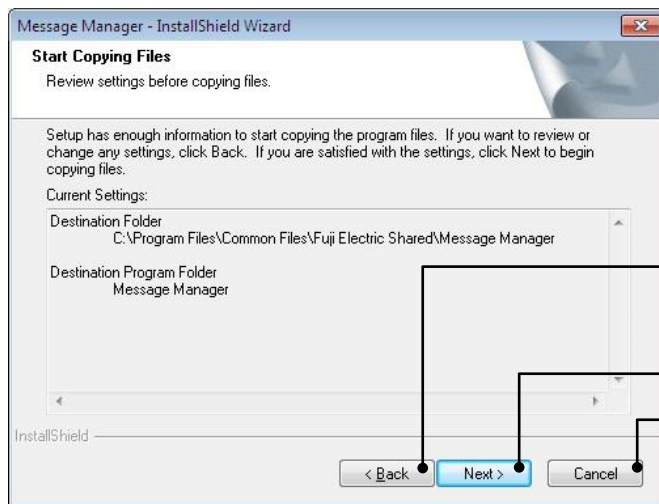 Message Manager - InstallShield Wizard
Start Copying Files
Review settings before copying files.
Setup has enough information to start copying the program files. If you want to review or
change any settings, click Back. If you are satisfied with the settings, click Next to begin
copying files.
Current Settings:
Destination Folder
C:\Program Files\Common Files\Fuji Electric Shared\Message Manager
Destination Program Folder
Message Manager
InstallShield
< Back
Next >
Cancel